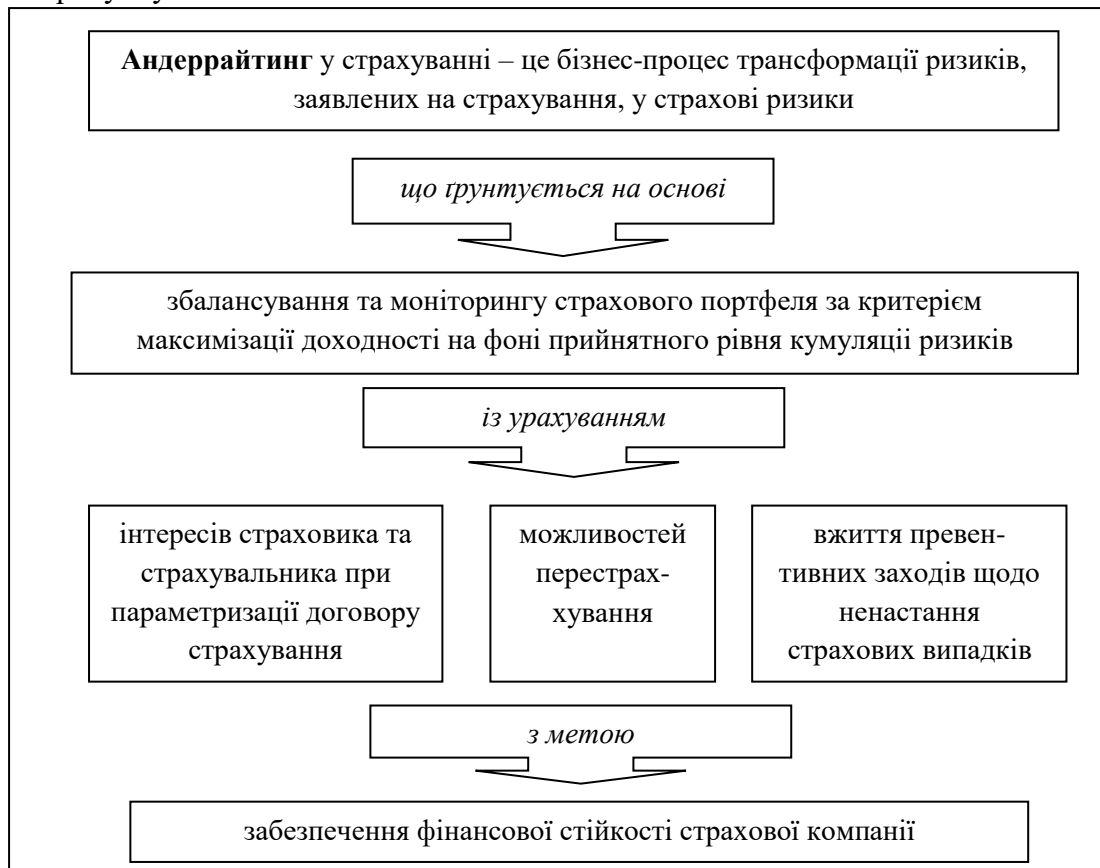 Андеррайтинг у страхуванні – це бізнес-процес трансформації ризиків,
заявлених на страхування, у страхові ризики
що ґрунтується на основі
збалансування та моніторингу страхового портфеля за критерієм
максимізації доходності на фоні прийнятного рівня кумуляції ризиків
із урахуванням
інтересів страховика та
страхувальника при
параметризації договору
страхування
можливостей
перестрах-
хування
вжиття превен-
тивних заходів щодо
ненастання
страхових випадків
з метою
забезпечення фінансової стійкості страхової компанії